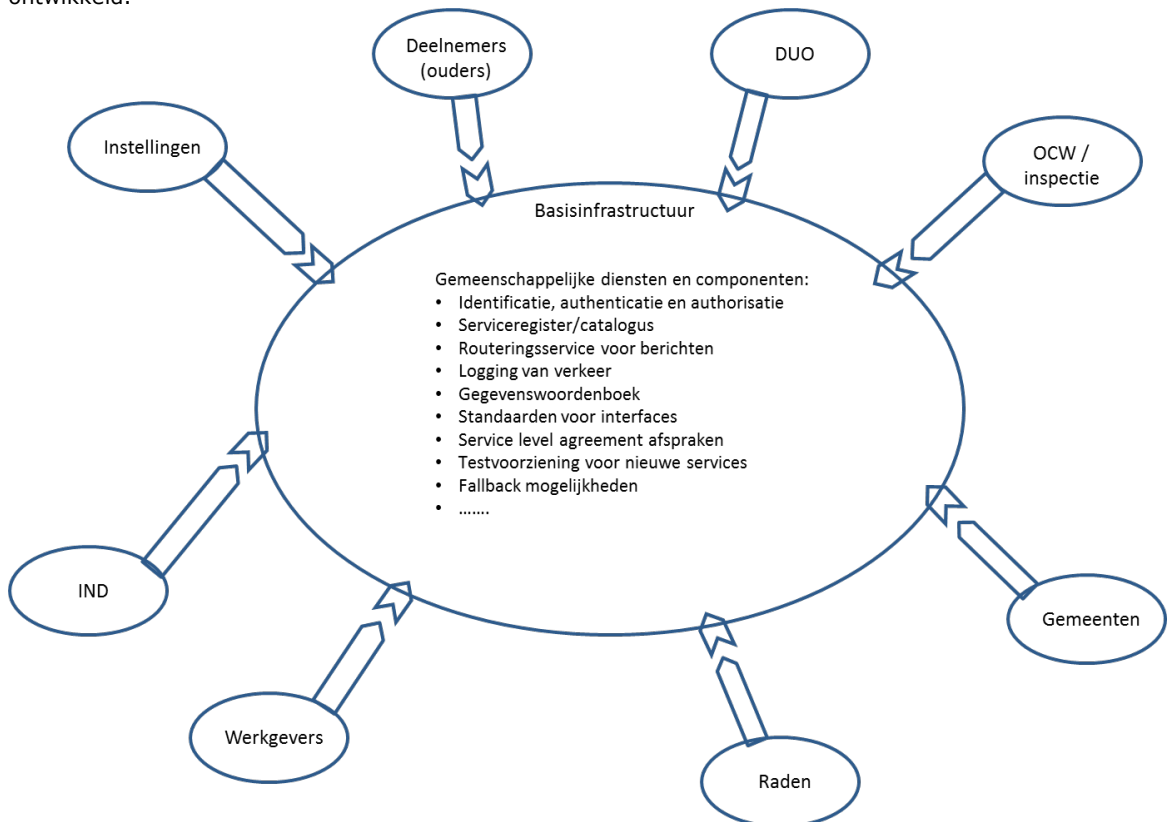 ontwikkeld.
Deelnemers
(ouders)
DUO
Instellingen
OCW /
inspectie
Basisinfrastructuur
Gemeenschappelijke diensten en componenten:
• Identificatie, authenticatie en authorisatie
• Serviceregister/catalogus
• Routeringsservice voor berichten
• Logging van verkeer
• Gegevenswoordenboek
• Standaarden voor interfaces
• Service level agreement afspraken
• Testvoorziening voor nieuwe services
• Fallback mogelijkheden
• .......
IND
Gemeenten
Werkgevers
Raden